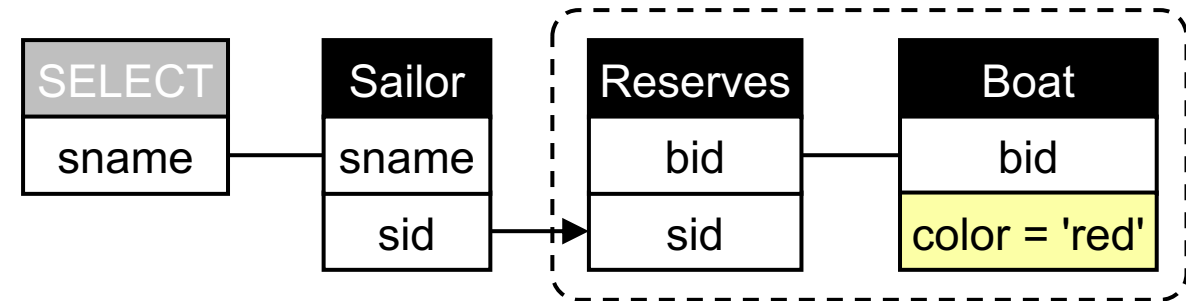 SELECT
sname
Sailor
sname
sid
Reserves
bid
sid
Boat
bid
color = 'red'